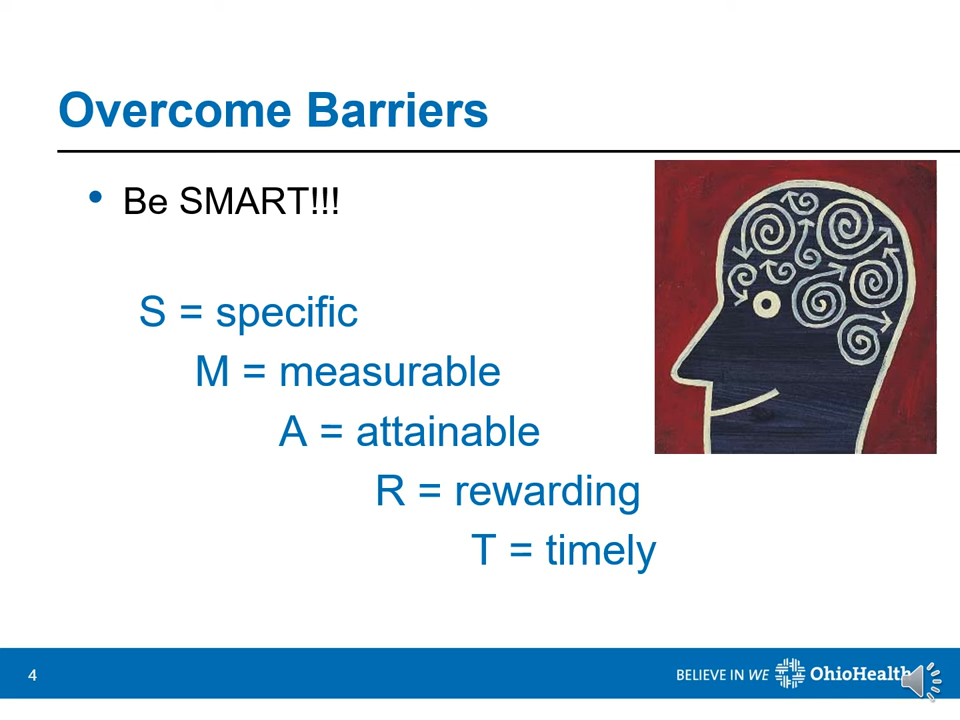 Overcome Barriers
• Be SMART!!!
S = specific
M = measurable
A = attainable
R = rewarding
T = timely
4
BELIEVE IN WE OhioHealth